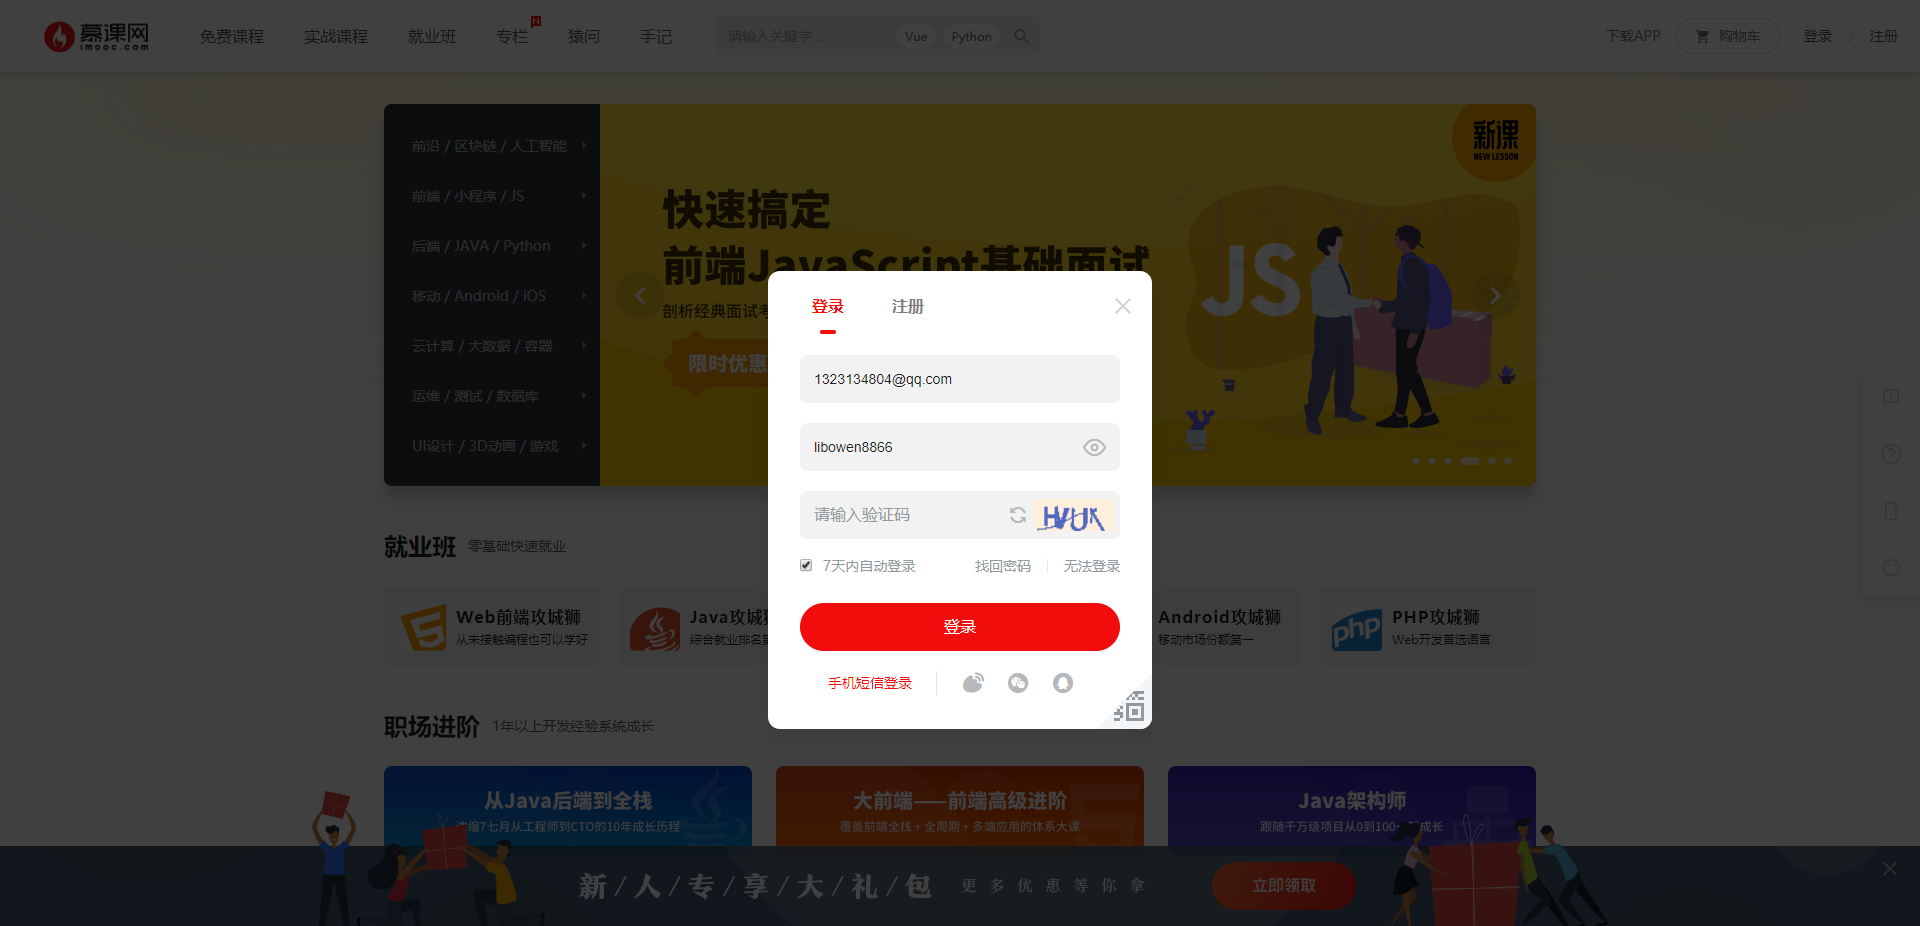 慕课网
imooc.com
免费课程
实战课程
就业班
专栏
N
猿问
手记
请输入关键字...
Vue
Python
下载APP
购物车
登录 / 注册
前沿 / 区块链 / 人工智能
前端 / 小程序 / JS
后端 / JAVA / Python
移动 / Android / iOS
云计算 / 大数据 / 容器
运维 / 测试 / 数据库
UI设计 / 3D动画 / 游戏
新课
NEW LESSON
快速搞定
前端JavaScript基础面试
剖析经典面试考
限时优惠
JS
登录
注册
1323134804@qq.com
libowen8866
请输入验证码
HVUK
7天内自动登录
找回密码
无法登录
登录
手机短信登录
就业班
零基础快速就业
Web前端攻城狮
从未接触编程也可以学好
Java攻城
综合就业排名第
Android攻城狮
移动市场份额第一
php
PHP攻城狮
Web开发首选语言
职场进阶
1年以上开发经验系统成长
从Java后端到全栈
浓缩7七月从工程师到CTO的10年成长历程
大前端——前端高级进阶
覆盖前端全栈 + 全周期 + 多端应用的体系大课
Java架构师
跟随千万级项目从0到100 成长
新/人/专/享/大/礼/包
更多优惠等你拿
立即领取